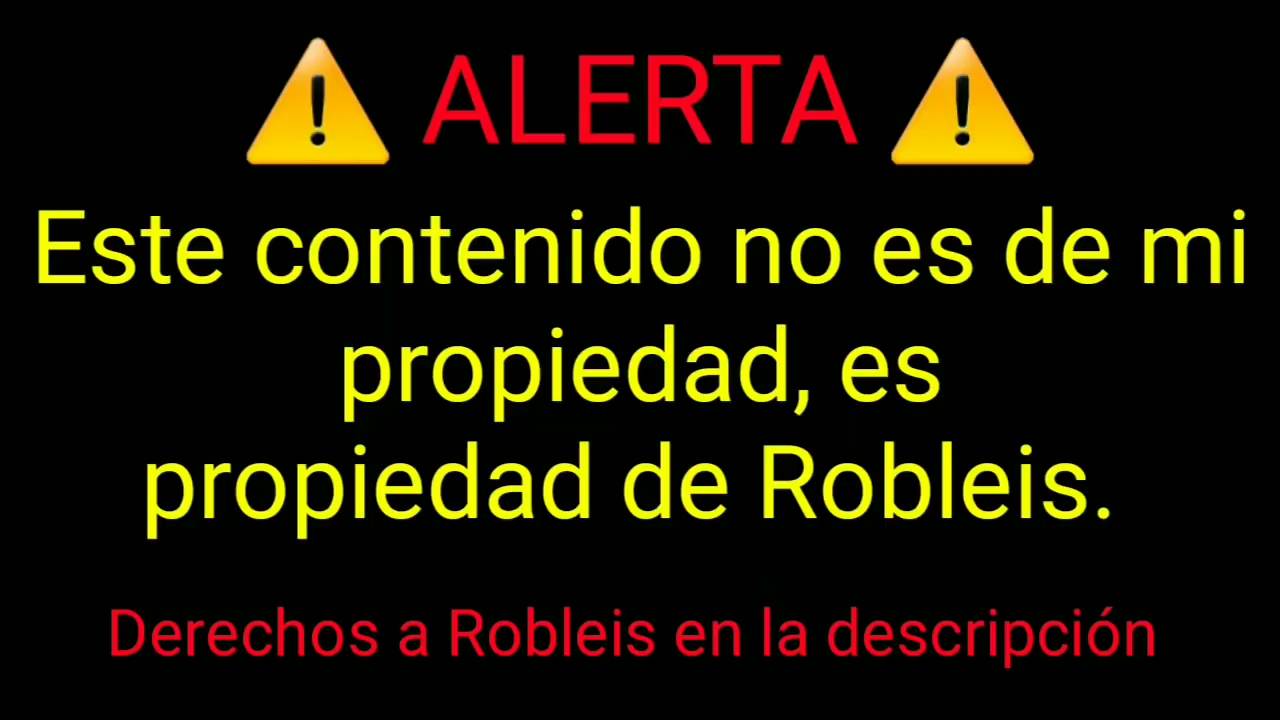 ⚠️ ALERTA ⚠️
Este contenido no es de mi
propiedad, es
propiedad de Robleis.
Derechos a Robleis en la descripción